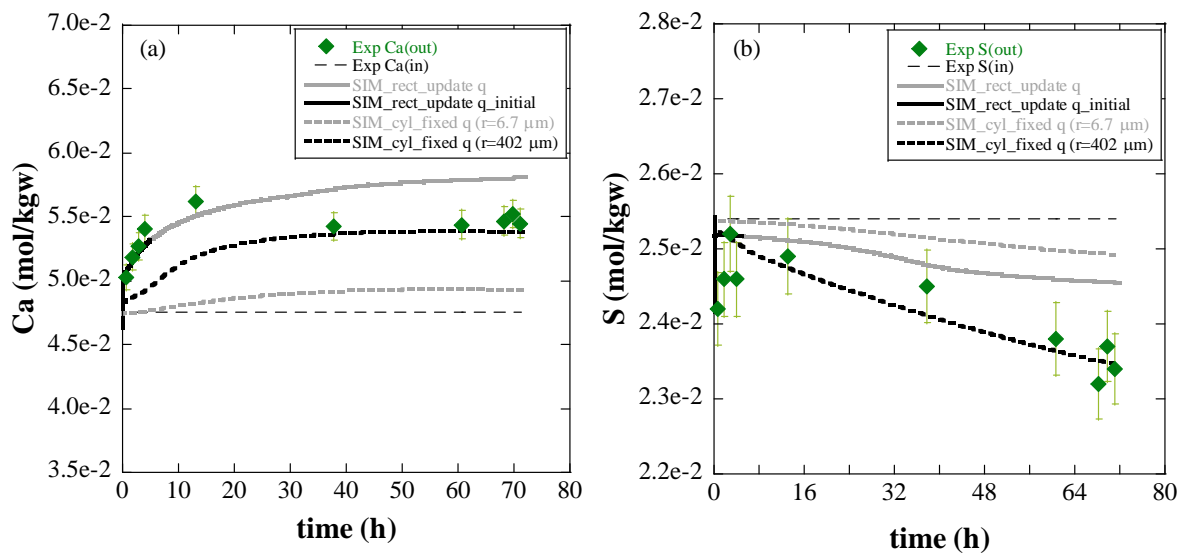 (a)
Exp Ca(out)
Exp Ca(in)
SIM_rect_update q
SIM_rect_update q_initial
SIM_cyl_fixed q (r=6.7 μm)
SIM_cyl_fixed q (r=402 μm)
7.0e-2
6.5e-2
6.0e-2
5.5e-2
5.0e-2
4.5e-2
4.0e-2
3.5e-2
Ca (mol/kgw)
0 10 20 30 40 50 60 70 80
time (h)
(b)
Exp S(out)
Exp S(in)
SIM_rect_update q
SIM_rect_update q_initial
SIM_cyl_fixed q (r=6.7 μm)
SIM_cyl_fixed q (r=402 μm)
2.8e-2
2.7e-2
2.6e-2
2.5e-2
2.4e-2
2.3e-2
2.2e-2
S (mol/kgw)
0 16 32 48 64 80
time (h)